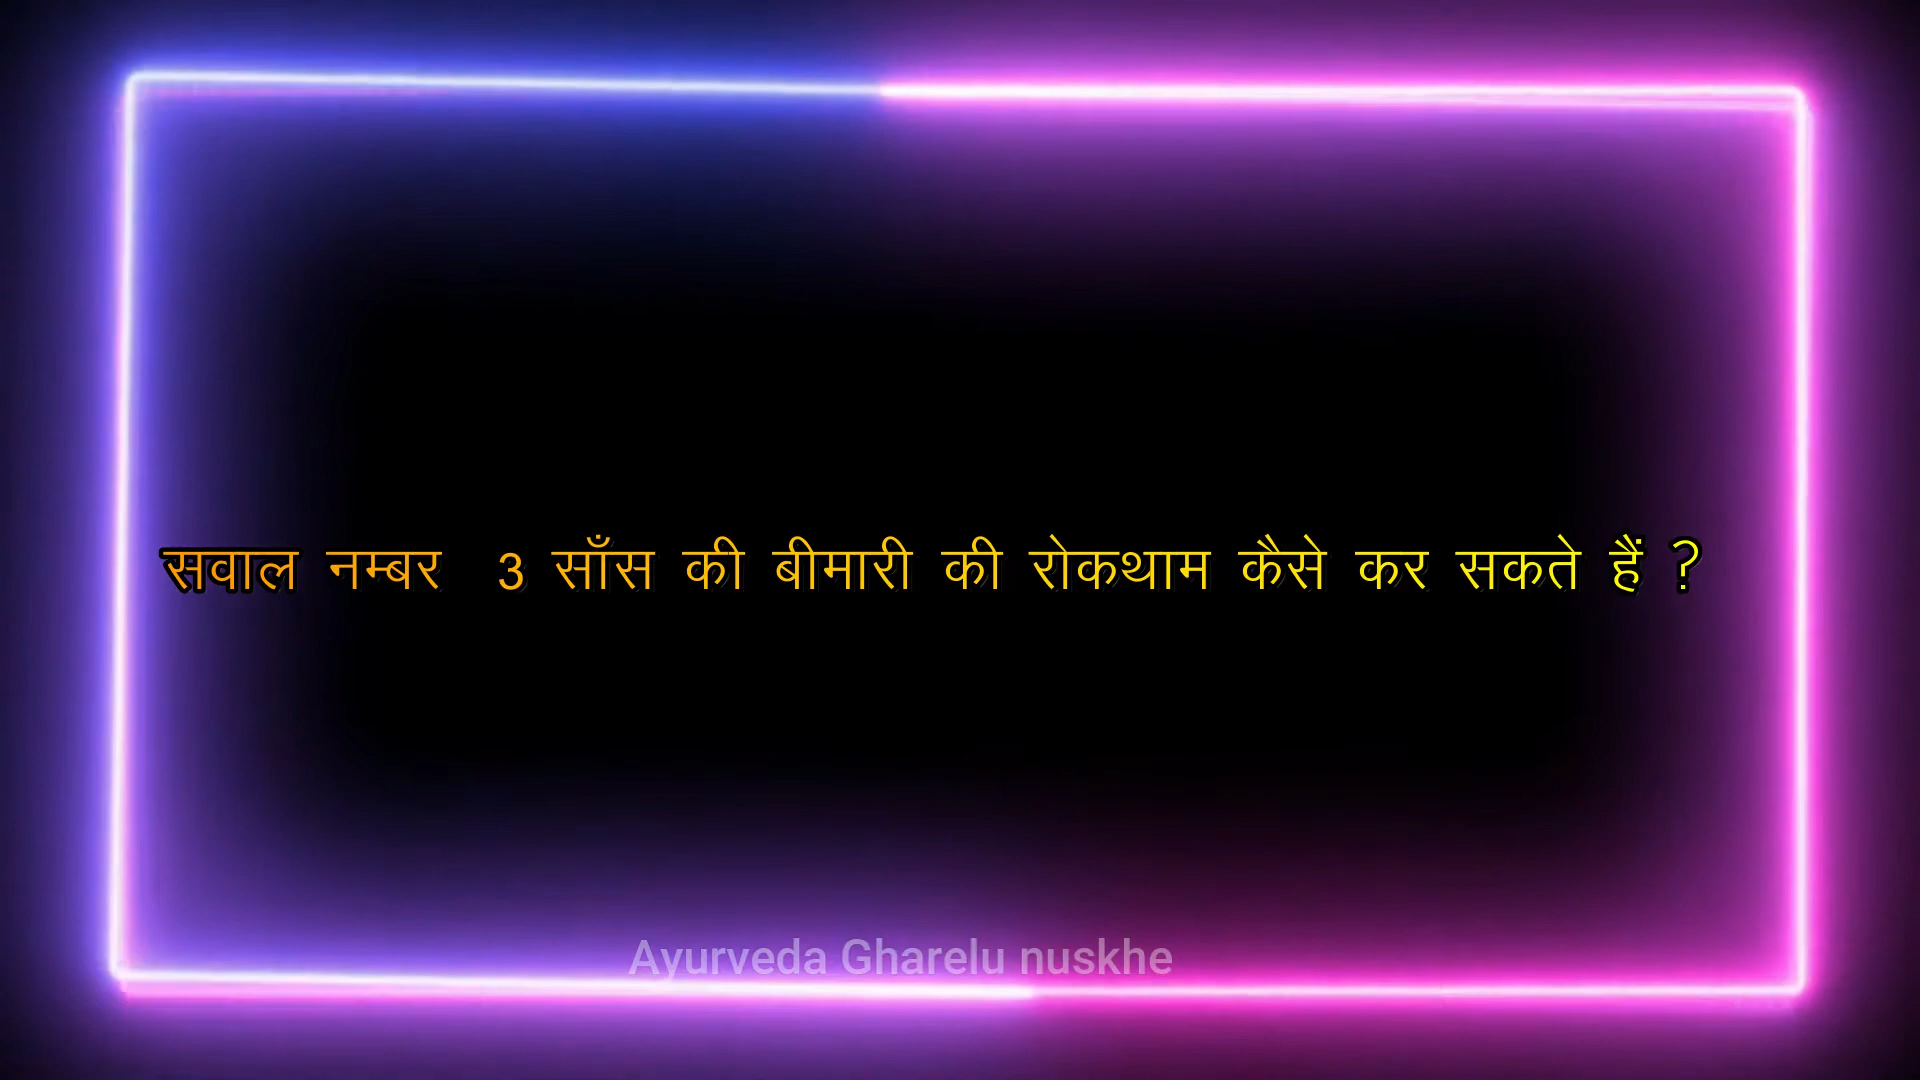 सवाल नम्बर 3 साँस की बीमारी की रोकथाम कैसे कर सकते हैं ?
Ayurveda Gharelu nuskhe